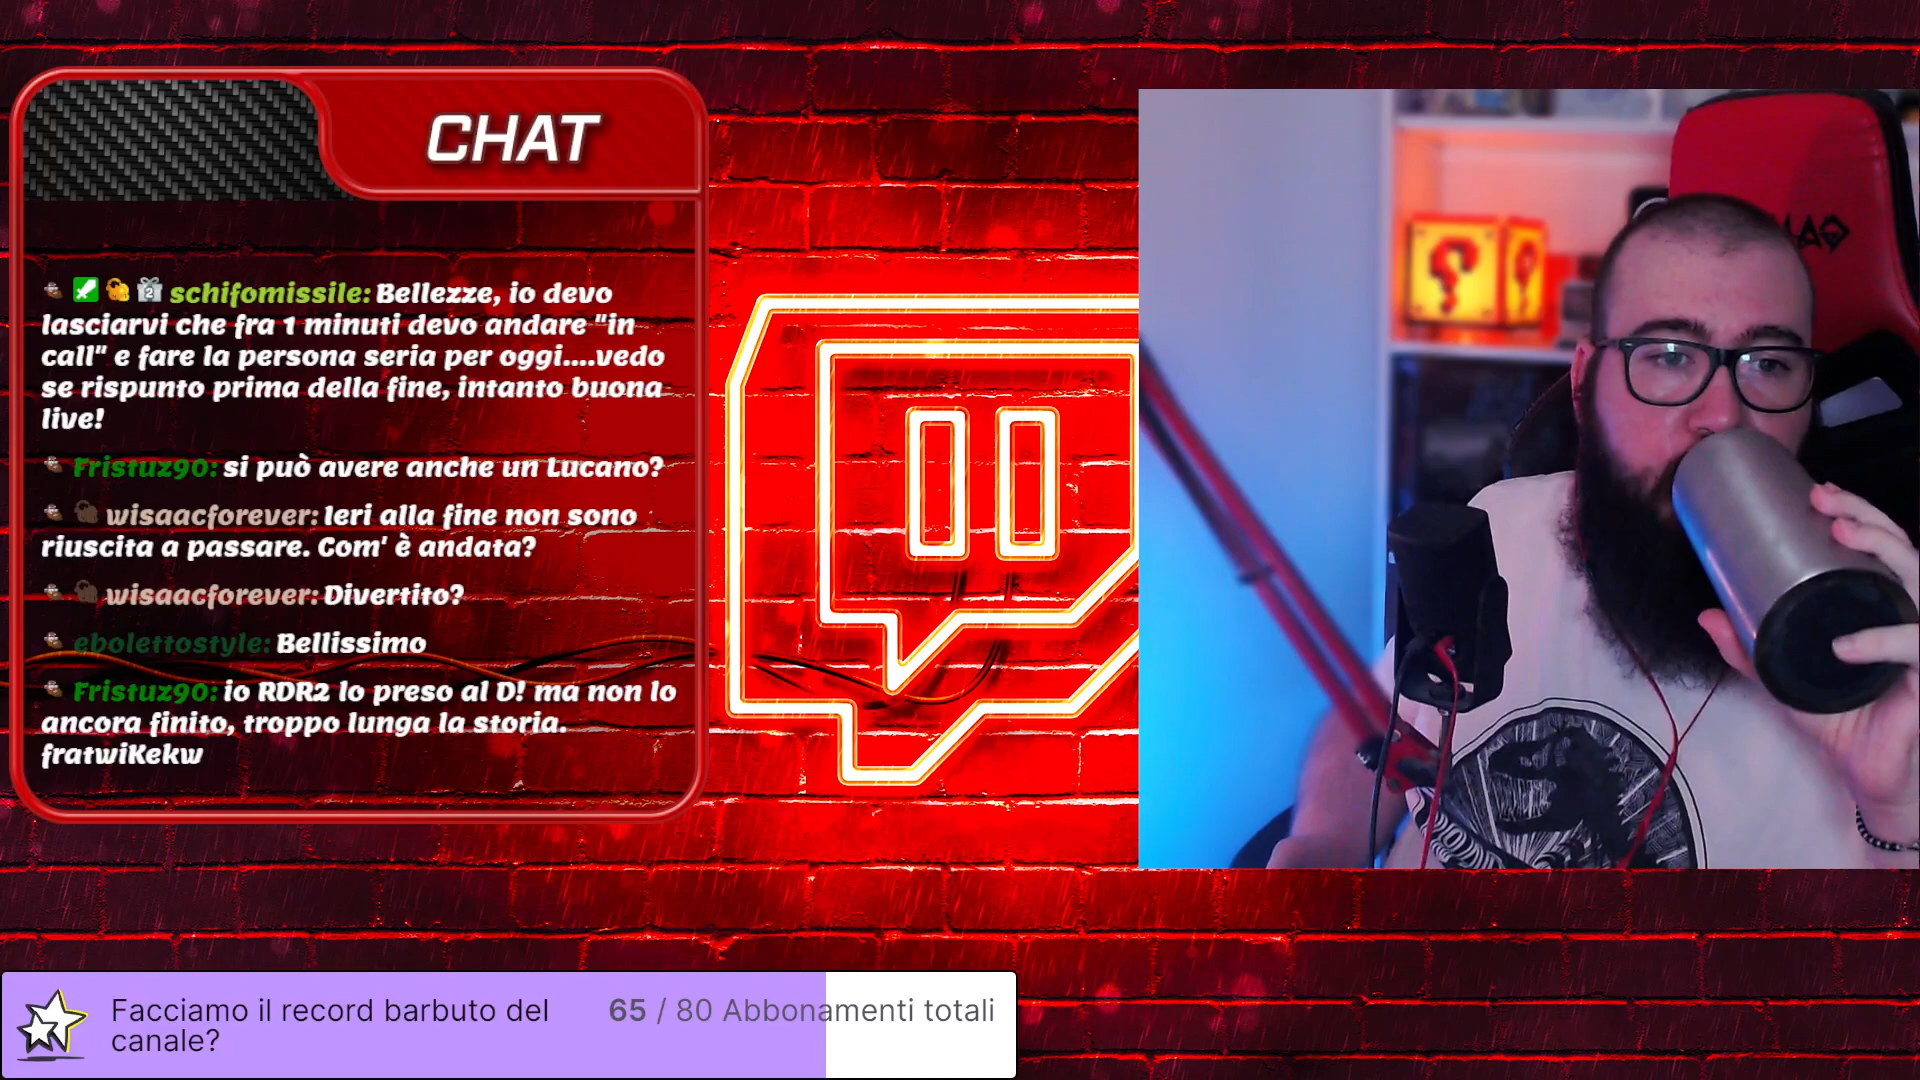 CHAT
schifomissile: Bellezze, io devo
lasciarvi che fra 1 minuti devo andare "in
call" e fare la persona seria per oggi....vedo
se rispunto prima della fine, intanto buona
live!
Fristuz90: si può avere anche un Lucano?
wisaacforever: Ieri alla fine non sono
riuscita a passare. Com' è andata?
wisaacforever: Divertito?
ebolettostyle: Bellissimo
Fristuz90: io RDR2 lo preso al D! ma non lo
ancora finito, troppo lunga la storia.
fratwiKekw
Facciamo il record barbuto del
canale?
65 / 80 Abbonamenti totali